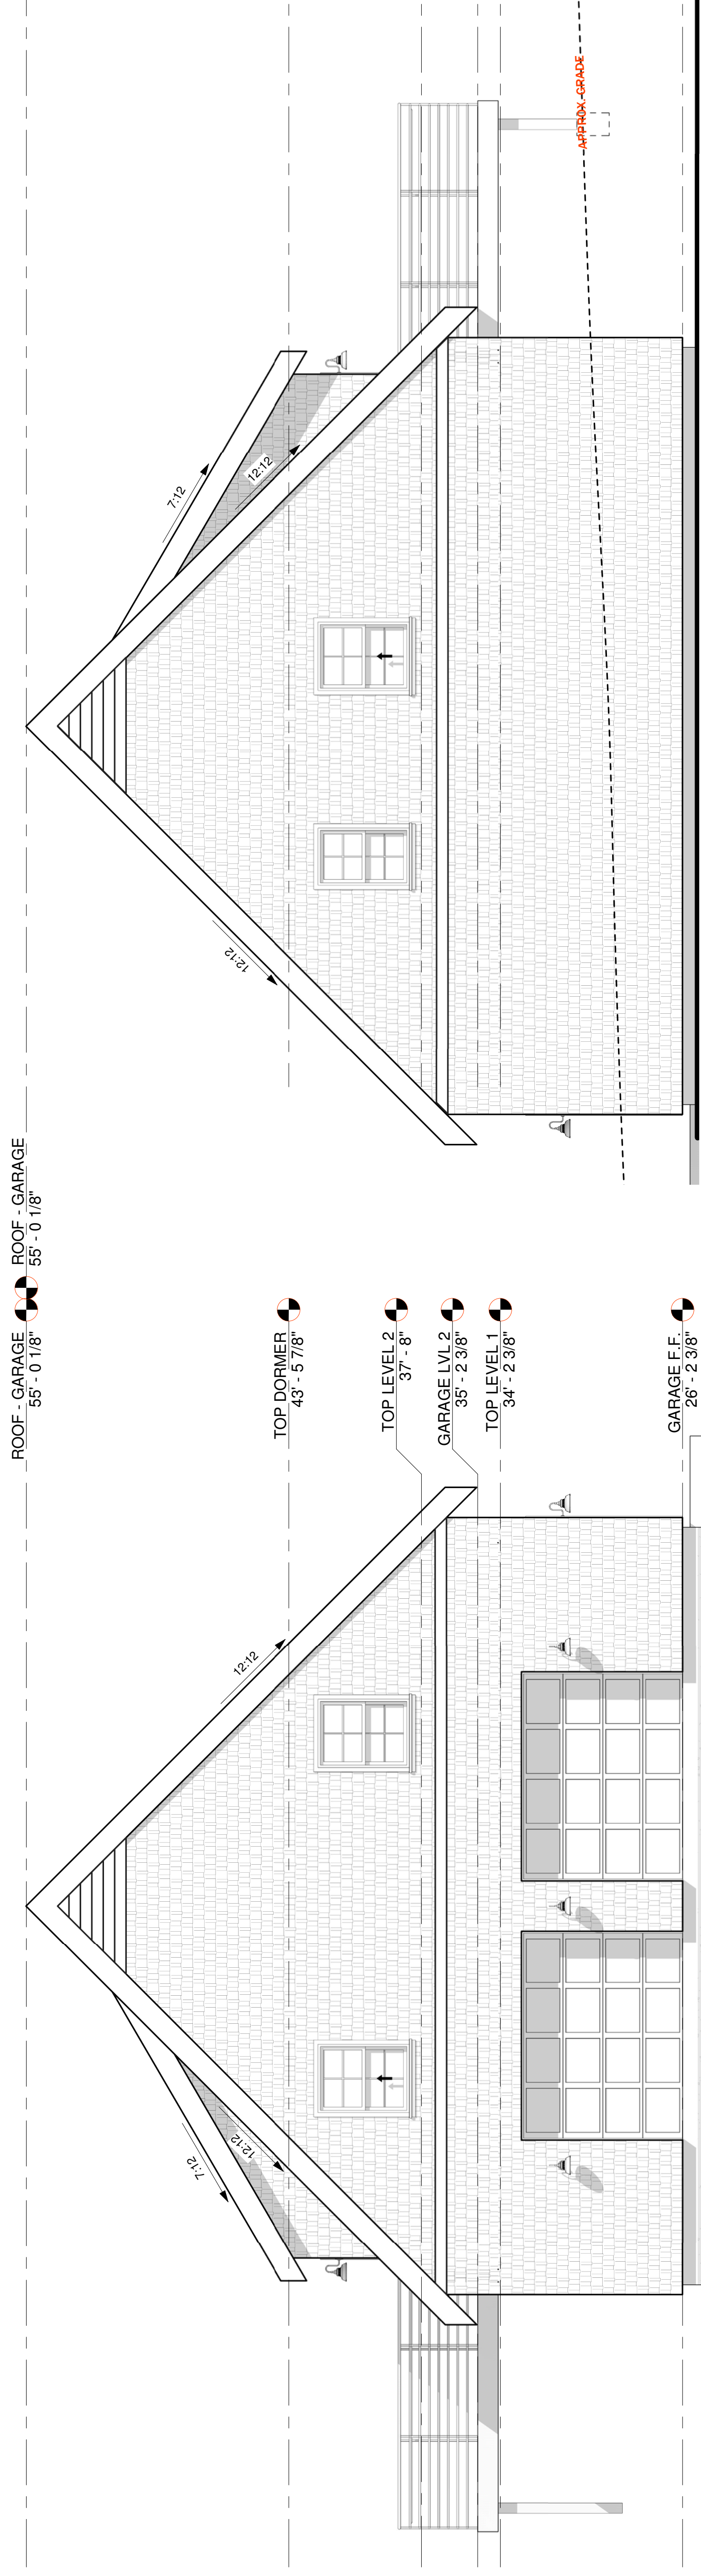 12:12
7:12
12:12
ROOF - GARAGE
55' - 0 1/8"
TOP DORMER
43' - 5 7/8"
TOP LEVEL 2
37' - 8"
GARAGE LVL 2
35' - 2 3/8"
TOP LEVEL 1
34' - 2 3/8"
GARAGE F.F.
26' - 2 3/8"
ROOF - GARAGE
55' - 0 1/8"
12:12
7:12
12:12
APPROX. GRADE